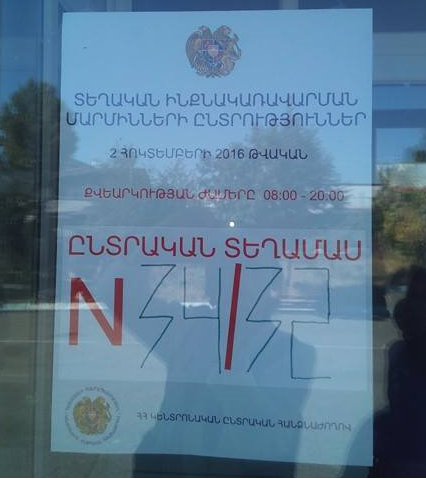 ՏԵՂԱԿԱՆ ԻՆՔՆԱԿԱՌԱՎԱՐՄԱՆ
ՄԱՐՄԻՆՆԵՐԻ ԸՆՏՐՈՒԹՅՈՒՆՆԵՐ
2 ՀՈԿՏԵՄԲԵՐԻ 2016 ԹՎԱԿԱՆ
ՔՎԵԱՐԿՈՒԹՅԱՆ ԺԱՄԵՐԸ 08:00 - 20:00
ԸՆՏՐԱԿԱՆ ՏԵՂԱՄԱՍ
N 34/32
ՀՀ ԿԵՆՏՐՈՆԱԿԱՆ ԸՆՏՐԱԿԱՆ ՀԱՆՁՆԱԺՈՂՈՎ